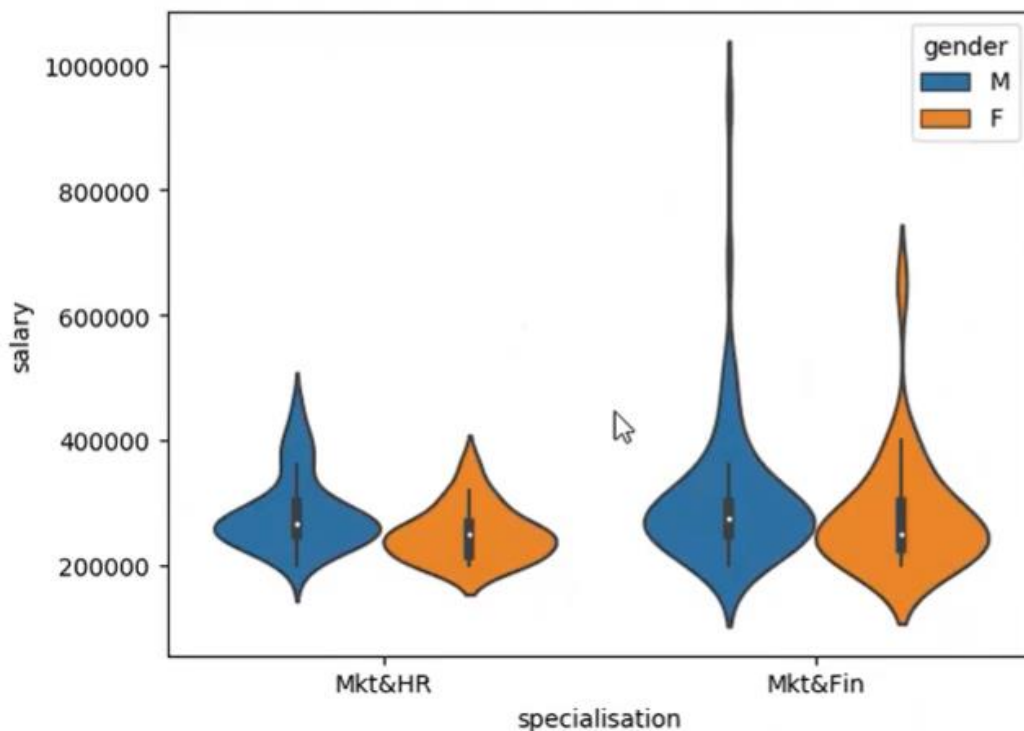 gender
M
F
1000000
800000
600000
400000
200000
salary
Mkt&HR
Mkt&Fin
specialisation